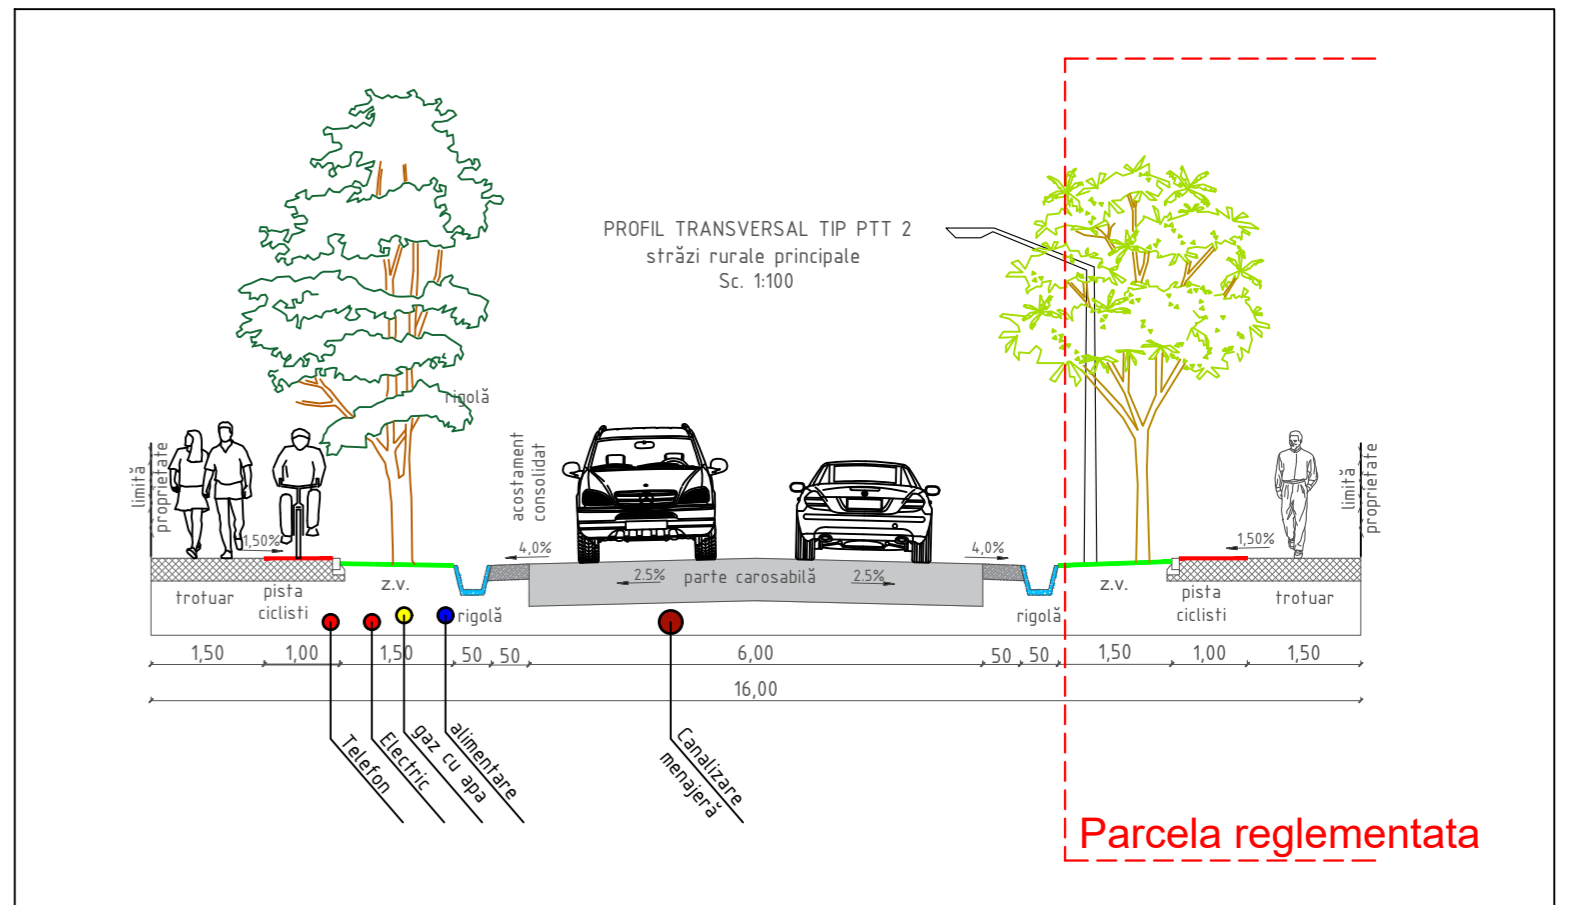 PROFIL TRANSVERSAL TIP PTT 2
străzi rurale principale
Sc. 1:100
rigolă
limită
proprietate
acostament
consolidat
limită
proprietate
1,50%
4,0%
4,0%
1,50%
2.5%
parte carosabilă
2.5%
trotuar
pista
ciclisti
z.v.
rigolă
rigolă
z.v.
pista
ciclisti
trotuar
1,50 1,00 1,50 50 50 6,00 50 50 1,50 1,00 1,50
16,00
Telefon
Electric
gaz cu apa
alimentare
Canalizare
menajeră
Parcela reglementata